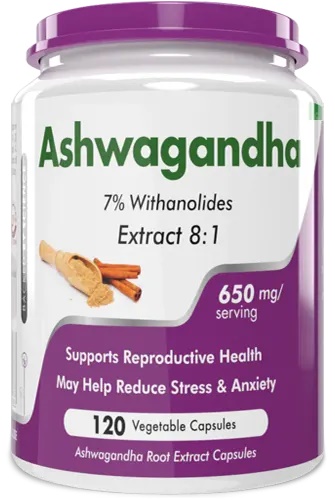 Ashwagandha
7% Withanolides
Extract 8:1
650 mg/
serving
Supports Reproductive Health
May Help Reduce Stress & Anxiety
120 Vegetable Capsules
Ashwagandha Root Extract Capsules